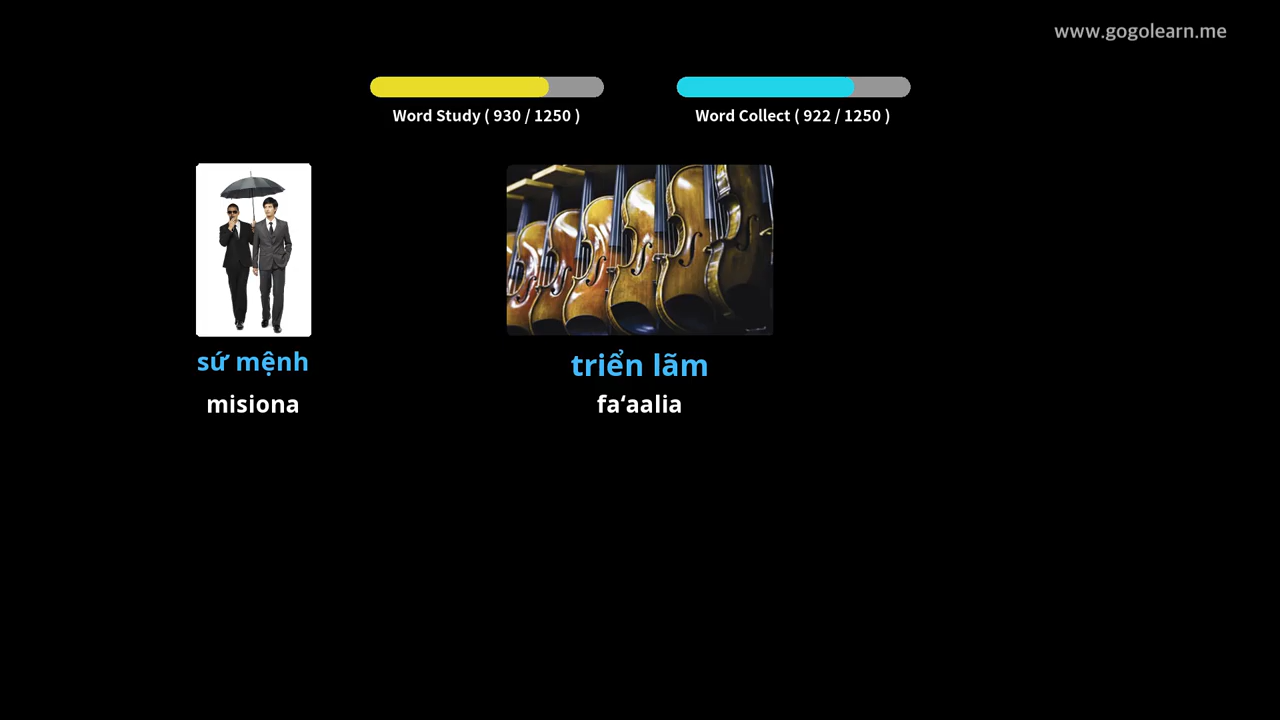 www.gogolearn.me
Word Study ( 930 / 1250 )
Word Collect ( 922 / 1250 )
sứ mệnh
misiona
triển lãm
fa‘aalia